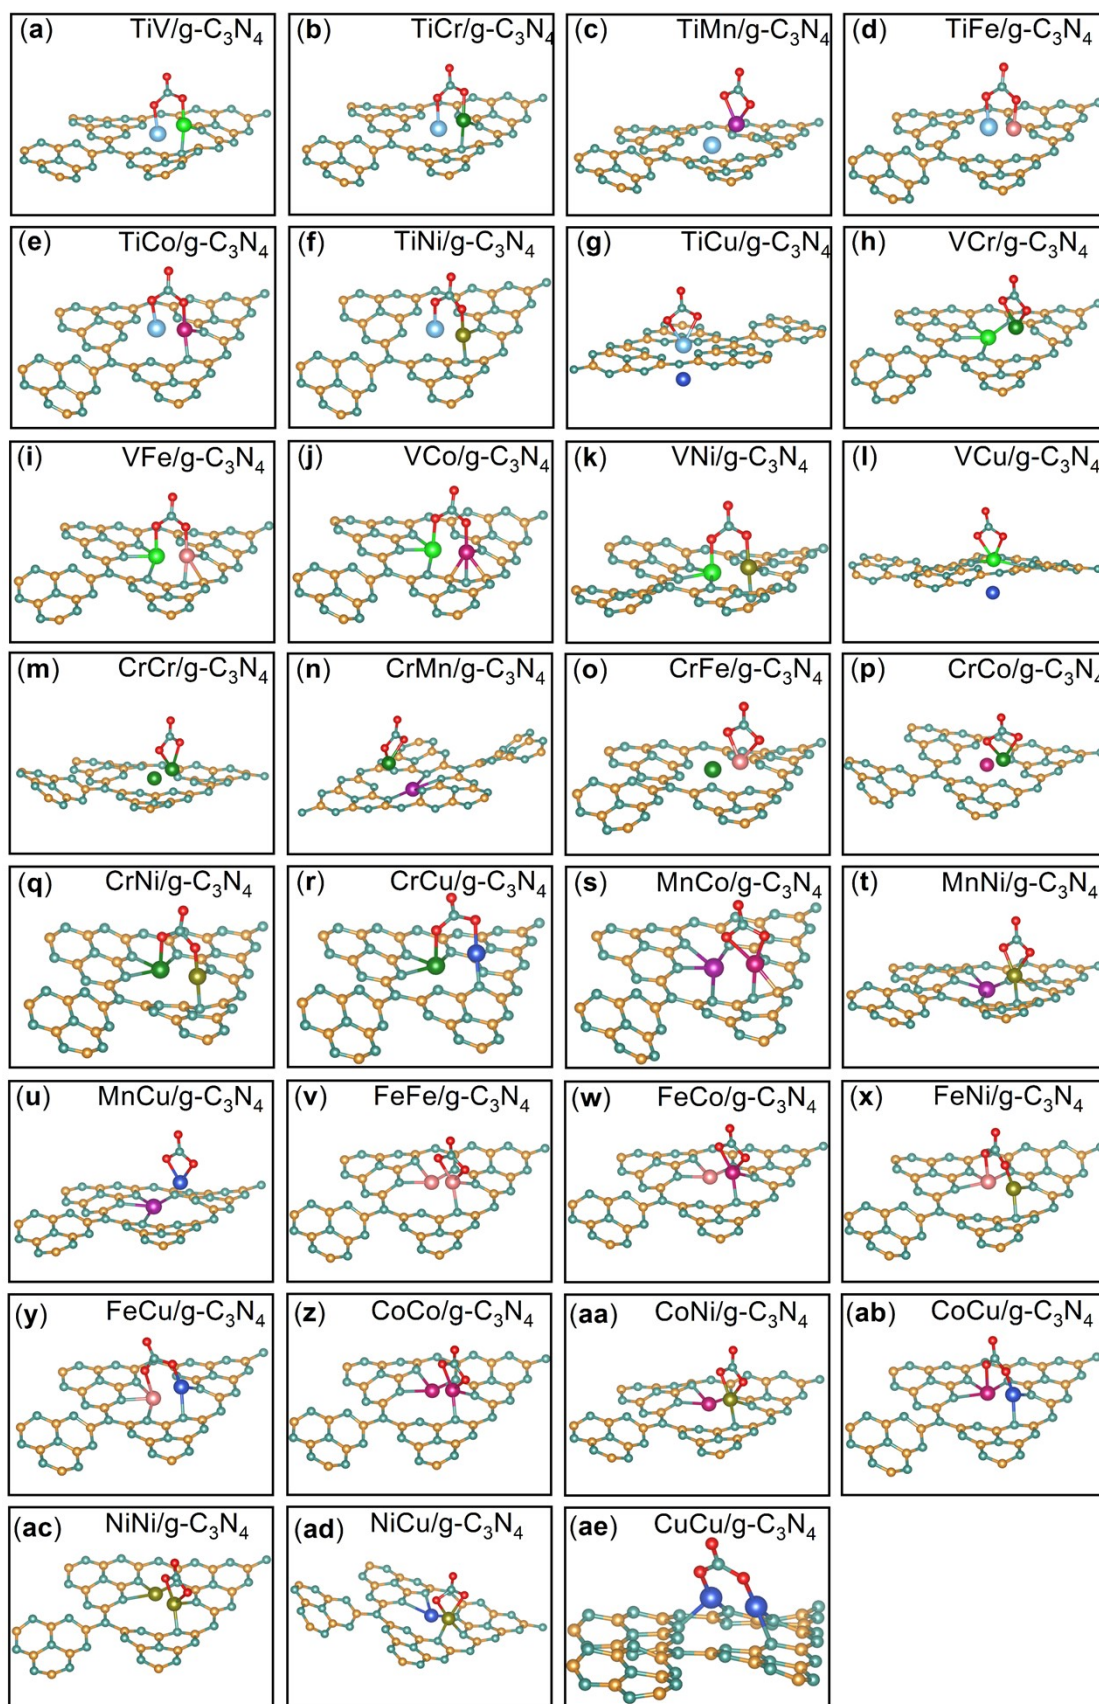 (a) TiV/g-C₃N₄
(b) TiCr/g-C₃N₄
(c) TiMn/g-C₃N₄
(d) TiFe/g-C₃N₄
(e) TiCo/g-C₃N₄
(f) TiNi/g-C₃N₄
(g) TiCu/g-C₃N₄
(h) VCr/g-C₃N₄
(i) VFe/g-C₃N₄
(j) VCo/g-C₃N₄
(k) VNi/g-C₃N₄
(l) VCu/g-C₃N₄
(m) CrCr/g-C₃N₄
(n) CrMn/g-C₃N₄
(o) CrFe/g-C₃N₄
(p) CrCo/g-C₃N₄
(q) CrNi/g-C₃N₄
(r) CrCu/g-C₃N₄
(s) MnCo/g-C₃N₄
(t) MnNi/g-C₃N₄
(u) MnCu/g-C₃N₄
(v) FeFe/g-C₃N₄
(w) FeCo/g-C₃N₄
(x) FeNi/g-C₃N₄
(y) FeCu/g-C₃N₄
(z) CoCo/g-C₃N₄
(aa) CoNi/g-C₃N₄
(ab) CoCu/g-C₃N₄
(ac) NiNi/g-C₃N₄
(ad) NiCu/g-C₃N₄
(ae) CuCu/g-C₃N₄